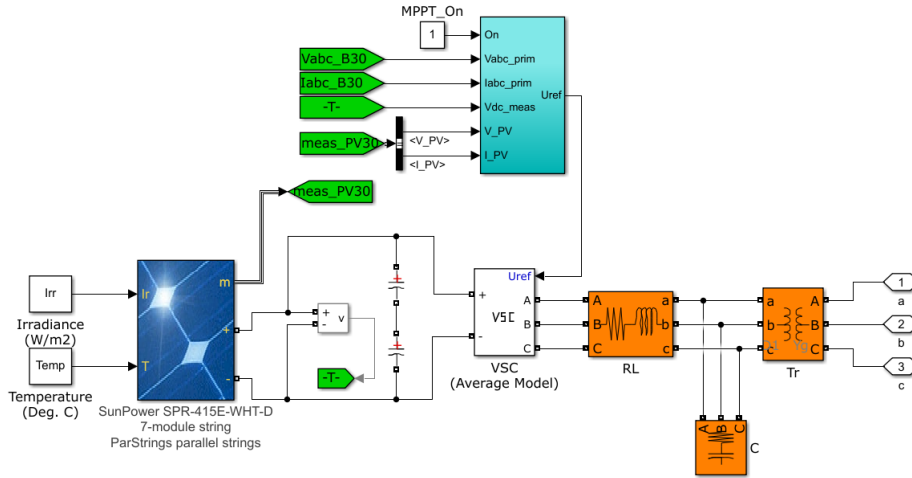 MPPT_On
1
On
Vabc_B30
Vabc_prim
Iabc_B30
Iabc_prim
-T-
Vdc_meas
Uref
meas_PV30
<V_PV>
V_PV
<I_PV>
I_PV
meas_PV30
Irr
Irradiance
(W/m2)
Ir
m
+
Temp
Temperature
(Deg. C)
T
-
SunPower SPR-415E-WHT-D
7-module string
ParStrings parallel strings
+
-
v
-T-
+
+
Uref
+
-
VSC
A
B
C
VSC
(Average Model)
A
B
C
a
b
c
RL
a
b
c
A
B
C
Tr
Yg
1
a
2
b
3
c
A B C
C